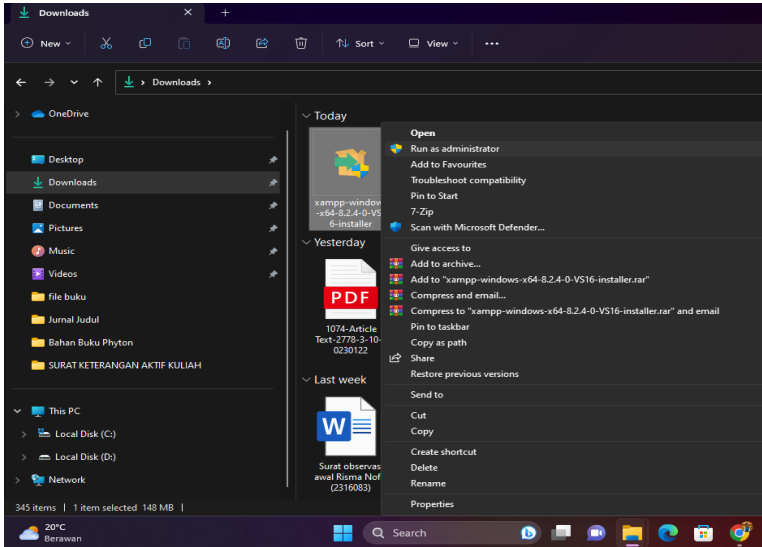 Downloads
New
Sort
View
Downloads
OneDrive
Desktop
Downloads
Documents
Pictures
Music
Videos
file buku
Jurnal Judul
Bahan Buku Phyton
SURAT KETERANGAN AKTIF KULIAH
This PC
Local Disk (C:)
Local Disk (D:)
Network
Today
xampp-window
-x64-8.2.4-0-VS
6-installer
Yesterday
PDF
1074-Article
Text-2778-3-10-
0230122
Last week
W
Surat observas
awal Risma Nof
(2316083)
Open
Run as administrator
Add to Favourites
Troubleshoot compatibility
Pin to Start
7-Zip
Scan with Microsoft Defender...
Give access to
Add to archive...
Add to "xampp-windows-x64-8.2.4-0-VS16-installer.rar"
Compress and email...
Compress to "xampp-windows-x64-8.2.4-0-VS16-installer.rar" and email
Pin to taskbar
Copy as path
Share
Restore previous versions
Send to
Cut
Copy
Create shortcut
Delete
Rename
Properties
345 items | 1 item selected 148 MB |
20°C
Berawan
Search